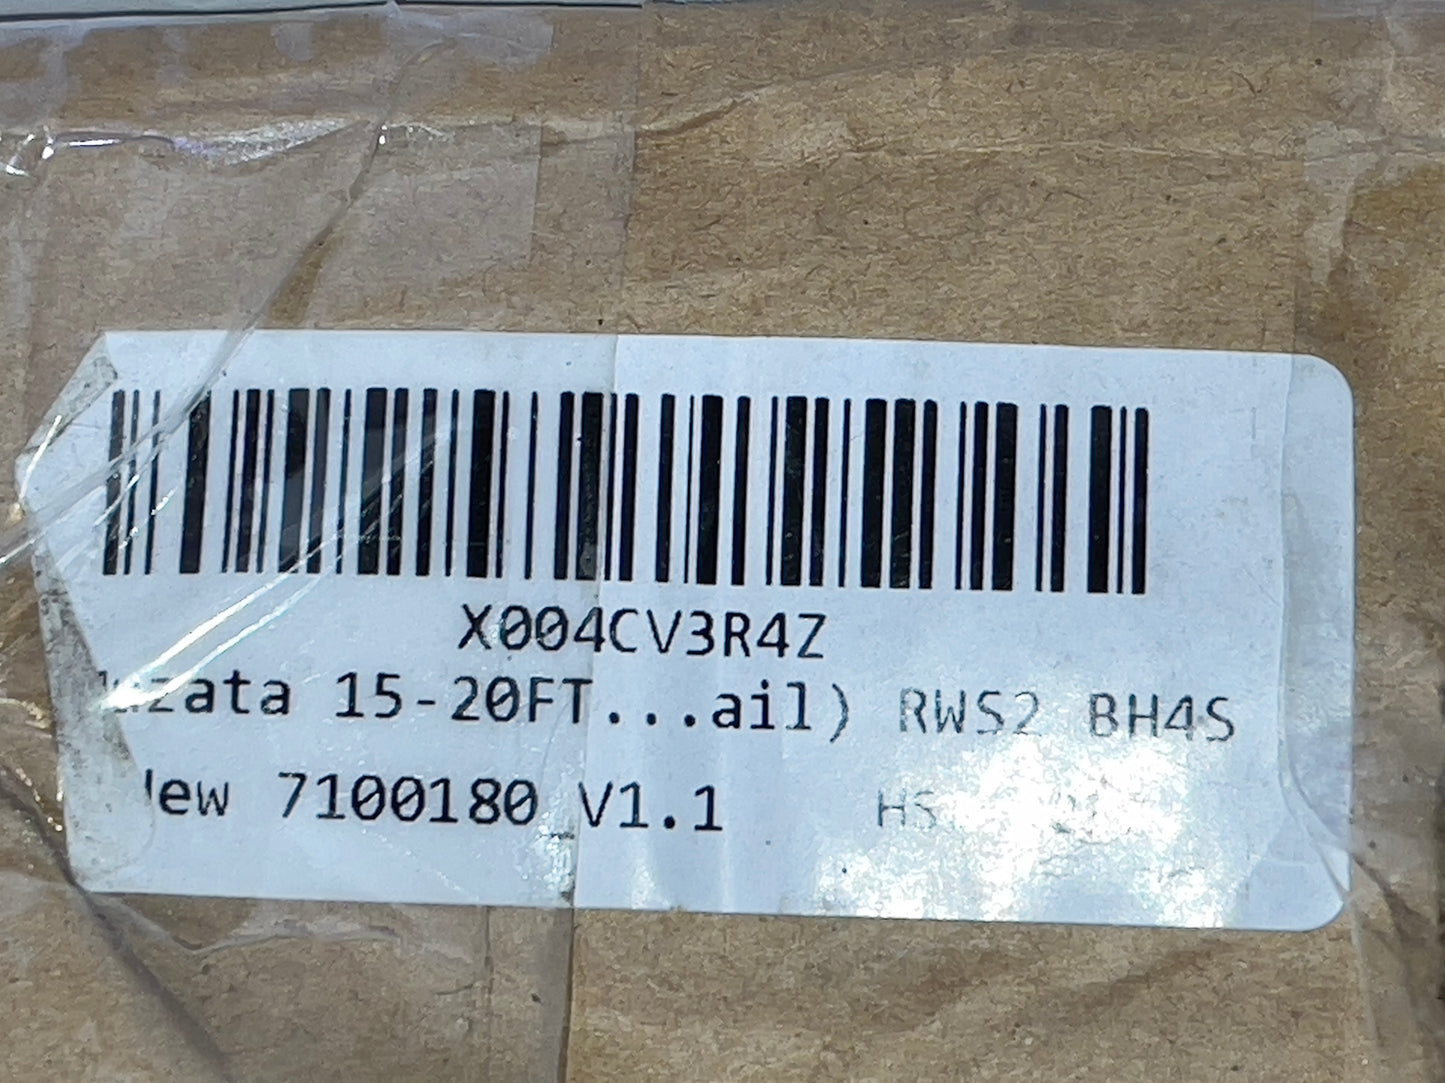 X004CV3R4Z
15-20FT...ail) RWS2 BH4S
7100180_V1.1